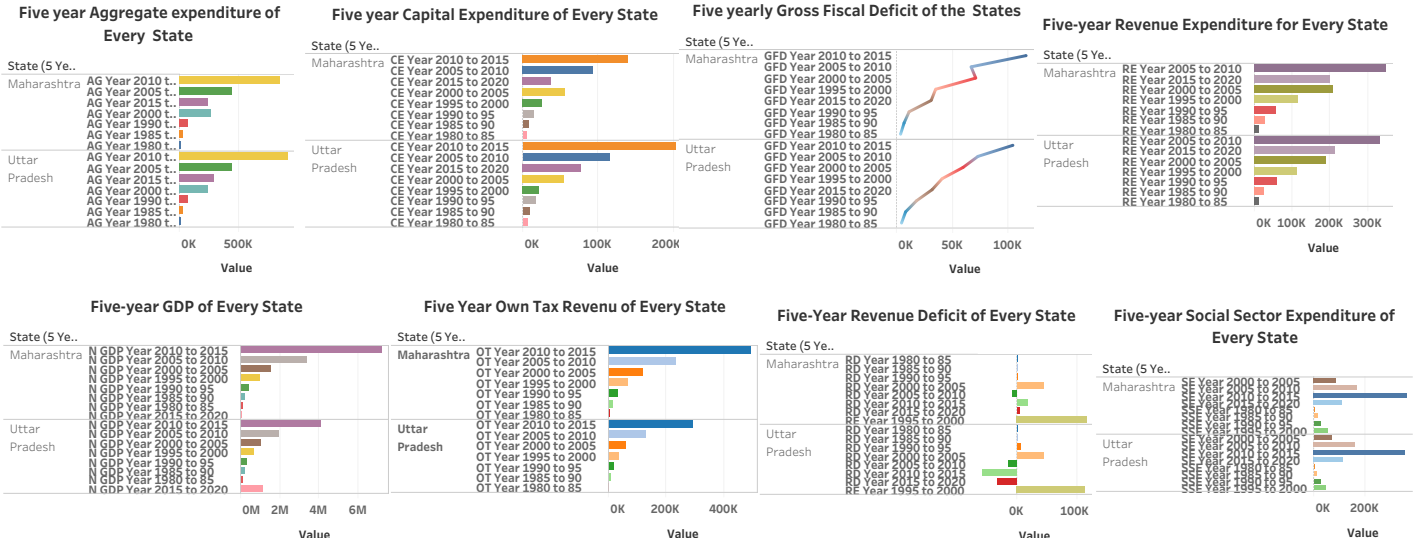 Five year Aggregate expenditure of
Every State
State (5 Ye..
Maharashtra
AG Year 2010 t..
AG Year 2005 t..
AG Year 2015 t..
AG Year 2000 t..
AG Year 1990 t..
AG Year 1985 t..
AG Year 1980 t..
Uttar
Pradesh
AG Year 2010 t..
AG Year 2005 t..
AG Year 2015 t..
AG Year 2000 t..
AG Year 1990 t..
AG Year 1985 t..
AG Year 1980 t..
0K 500K
Value
Five year Capital Expenditure of Every State
State (5 Ye..
Maharashtra
CE Year 2010 to 2015
CE Year 2005 to 2010
CE Year 2015 to 2020
CE Year 2000 to 2005
CE Year 1995 to 2000
CE Year 1990 to 95
CE Year 1985 to 90
CE Year 1980 to 85
Uttar
Pradesh
CE Year 2010 to 2015
CE Year 2005 to 2010
CE Year 2015 to 2020
CE Year 2000 to 2005
CE Year 1995 to 2000
CE Year 1990 to 95
CE Year 1985 to 90
CE Year 1980 to 85
0K 100K 200K
Value
Five yearly Gross Fiscal Deficit of the States
State (5 Ye..
Maharashtra
GFD Year 2010 to 2015
GFD Year 2005 to 2010
GFD Year 2000 to 2005
GFD Year 1995 to 2000
GFD Year 2015 to 2020
GFD Year 1990 to 95
GFD Year 1985 to 90
GFD Year 1980 to 85
Uttar
Pradesh
GFD Year 2010 to 2015
GFD Year 2005 to 2010
GFD Year 2000 to 2005
GFD Year 1995 to 2000
GFD Year 2015 to 2020
GFD Year 1990 to 95
GFD Year 1985 to 90
GFD Year 1980 to 85
0K 50K 100K
Value
Five-year Revenue Expenditure for Every State
State (5 Ye..
Maharashtra
RE Year 2005 to 2010
RE Year 2015 to 2020
RE Year 2000 to 2005
RE Year 1995 to 2000
RE Year 1990 to 95
RE Year 1985 to 90
RE Year 1980 to 85
Uttar
Pradesh
RE Year 2005 to 2010
RE Year 2015 to 2020
RE Year 2000 to 2005
RE Year 1995 to 2000
RE Year 1990 to 95
RE Year 1985 to 90
RE Year 1980 to 85
0K 100K 200K 300K
Value
Five-year GDP of Every State
State (5 Ye..
Maharashtra
N GDP Year 2010 to 2015
N GDP Year 2005 to 2010
N GDP Year 2000 to 2005
N GDP Year 1995 to 2000
N GDP Year 1990 to 95
N GDP Year 1985 to 90
N GDP Year 1980 to 85
N GDP Year 2015 to 2020
Uttar
Pradesh
N GDP Year 2010 to 2015
N GDP Year 2005 to 2010
N GDP Year 2000 to 2005
N GDP Year 1995 to 2000
N GDP Year 1990 to 95
N GDP Year 1985 to 90
N GDP Year 1980 to 85
N GDP Year 2015 to 2020
0M 2M 4M 6M
Value
Five Year Own Tax Revenu of Every State
State (5 Ye..
Maharashtra
OT Year 2010 to 2015
OT Year 2005 to 2010
OT Year 2000 to 2005
OT Year 1995 to 2000
OT Year 1990 to 95
OT Year 1985 to 90
OT Year 1980 to 85
Uttar
Pradesh
OT Year 2010 to 2015
OT Year 2005 to 2010
OT Year 2000 to 2005
OT Year 1995 to 2000
OT Year 1990 to 95
OT Year 1985 to 90
OT Year 1980 to 85
0K 200K 400K
Value
Five-Year Revenue Deficit of Every State
State (5 Ye..
Maharashtra
RD Year 1980 to 85
RD Year 1985 to 90
RD Year 1990 to 95
RD Year 2000 to 2005
RD Year 2005 to 2010
RD Year 2010 to 2015
RD Year 2015 to 2020
RE Year 1995 to 2000
Uttar
Pradesh
RD Year 1980 to 85
RD Year 1985 to 90
RD Year 1990 to 95
RD Year 2000 to 2005
RD Year 2005 to 2010
RD Year 2010 to 2015
RD Year 2015 to 2020
RE Year 1995 to 2000
0K 100K
Value
Five-year Social Sector Expenditure of
Every State
State (5 Ye..
Maharashtra
SE Year 2000 to 2005
SE Year 2005 to 2010
SE Year 2010 to 2015
SE Year 2015 to 2020
SSE Year 1980 to 85
SSE Year 1985 to 90
SSE Year 1990 to 95
SSE Year 1995 to 2000
Uttar
Pradesh
SE Year 2000 to 2005
SE Year 2005 to 2010
SE Year 2010 to 2015
SE Year 2015 to 2020
SSE Year 1980 to 85
SSE Year 1985 to 90
SSE Year 1990 to 95
SSE Year 1995 to 2000
0K 200K
Value